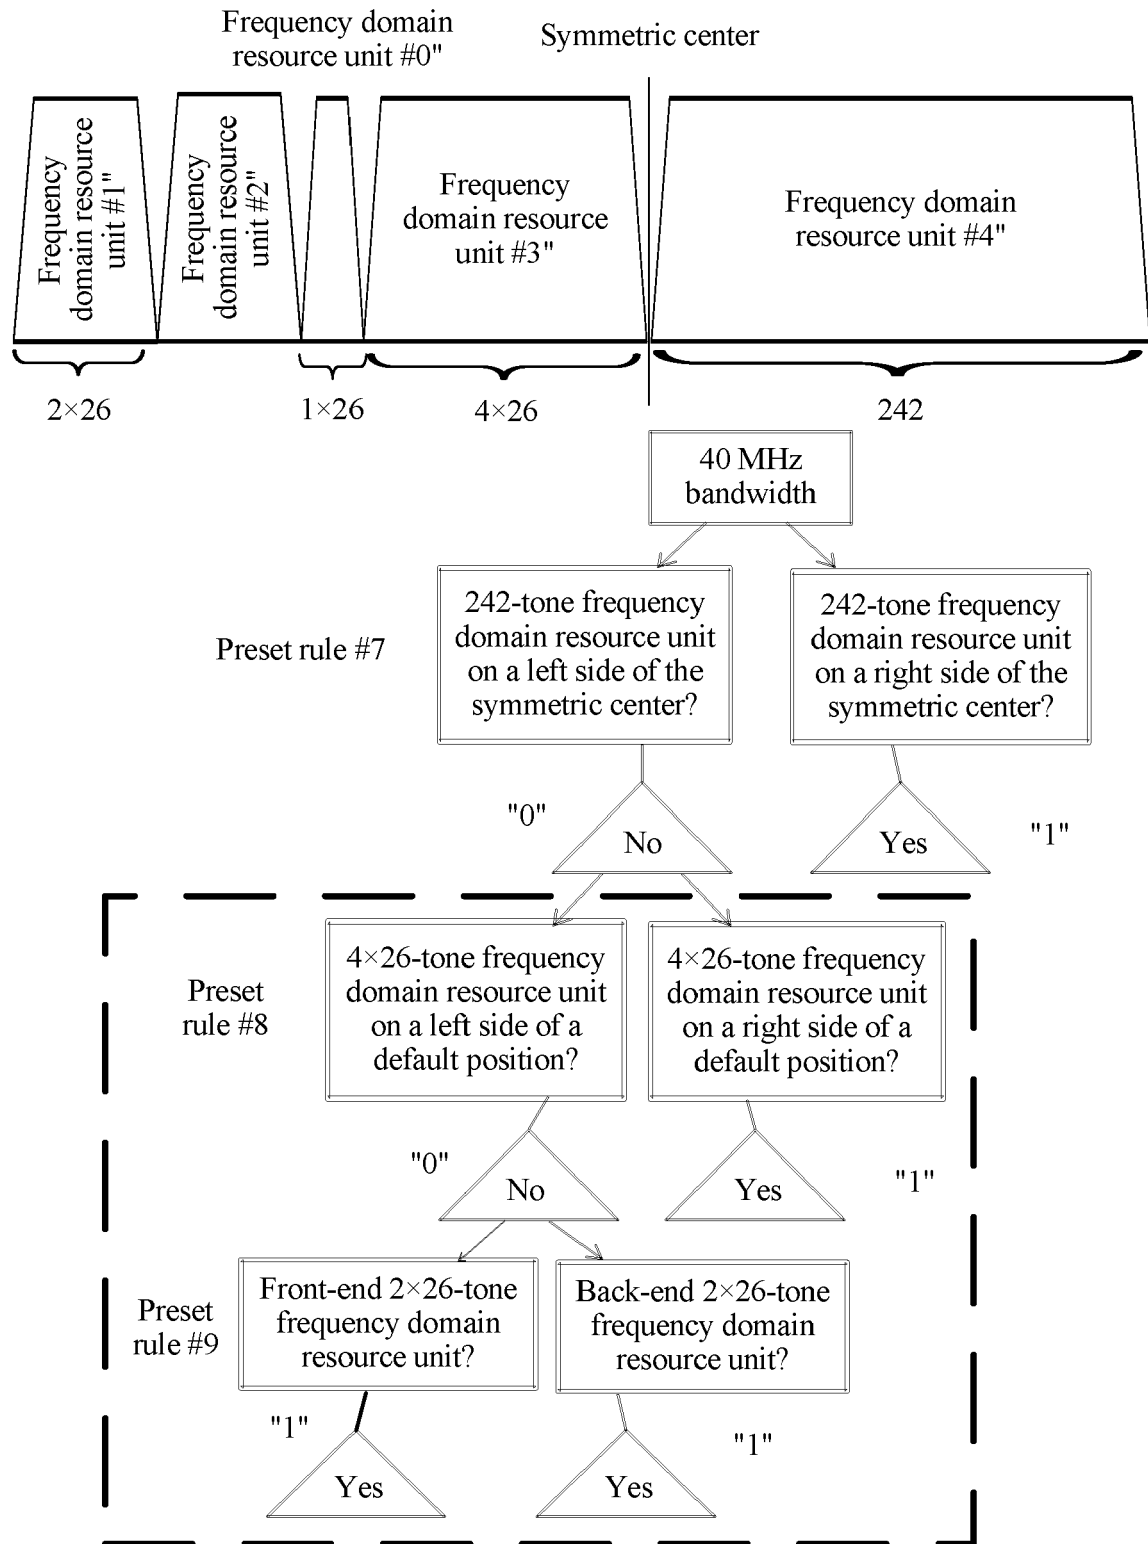 Frequency domain
resource unit #0"
Symmetric center
Frequency
domain resource
unit #1"
Frequency
domain resource
unit #2"
Frequency
domain resource
unit #3"
Frequency domain
resource unit #4"
2×26
1×26
4×26
242
40 MHz
bandwidth
Preset rule #7
242-tone frequency
domain resource unit
on a left side of the
symmetric center?
242-tone frequency
domain resource unit
on a right side of the
symmetric center?
"0"
No
Yes
"1"
Preset
rule #8
4×26-tone frequency
domain resource unit
on a left side of a
default position?
4×26-tone frequency
domain resource unit
on a right side of a
default position?
"0"
No
Yes
"1"
Preset
rule #9
Front-end 2×26-tone
frequency domain
resource unit?
Back-end 2×26-tone
frequency domain
resource unit?
"1"
Yes
Yes
"1"